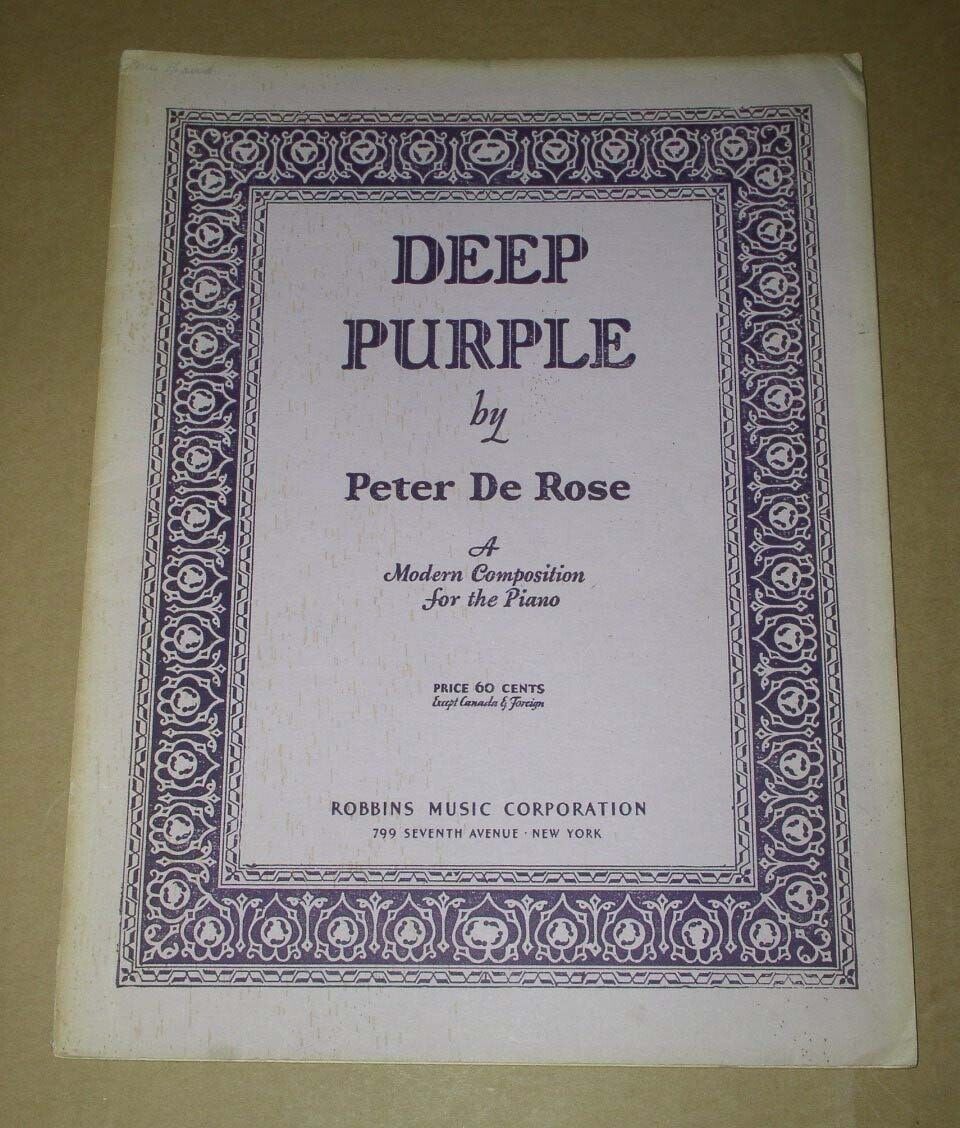 DEEP
PURPLE
by
Peter De Rose
A
Modern Composition
for the Piano
PRICE 60 CENTS
Except Canada & Foreign
ROBBINS MUSIC CORPORATION
799 SEVENTH AVENUE · NEW YORK